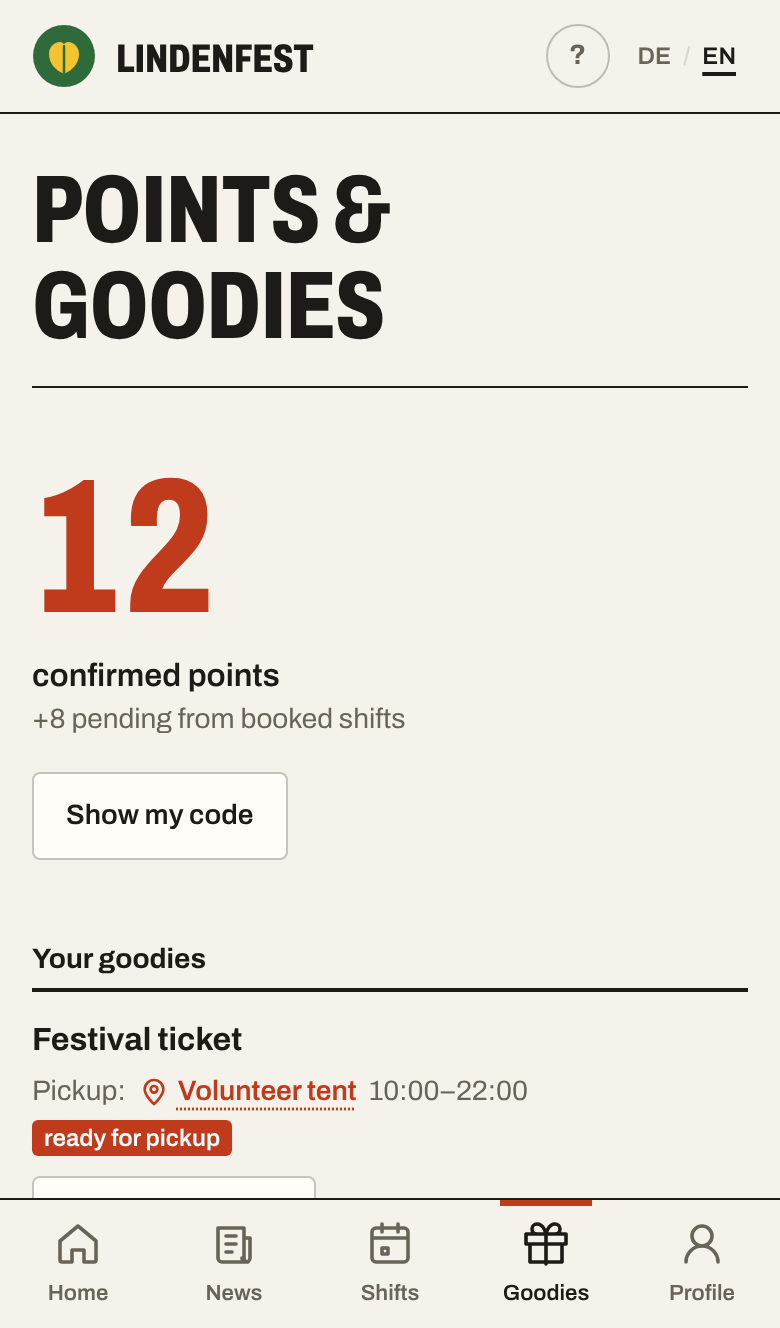 LINDENFEST
?
DE / EN
POINTS &
GOODIES
12
confirmed points
+8 pending from booked shifts
Show my code
Your goodies
Festival ticket
Pickup: Volunteer tent 10:00–22:00
ready for pickup
Home
News
Shifts
Goodies
Profile